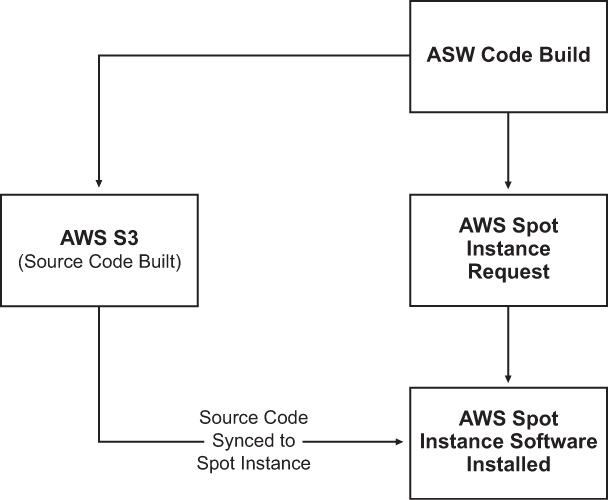 ASW Code Build
AWS S3
(Source Code Built)
AWS Spot
Instance
Request
Source Code
Synced to
Spot Instance
AWS Spot
Instance Software
Installed